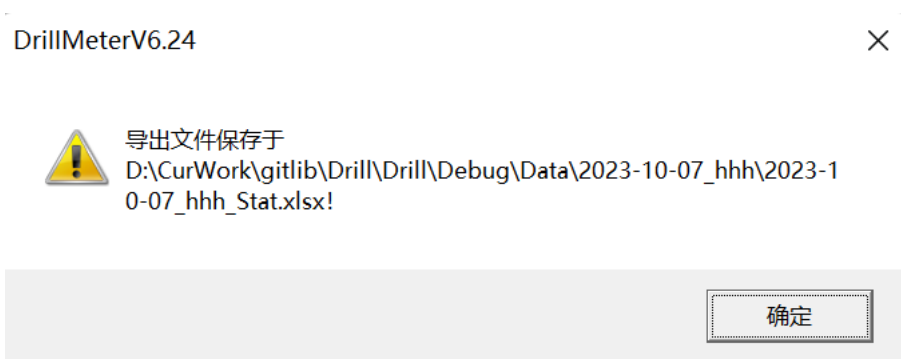 DrillMeterV6.24
导出文件保存于
D:\CurWork\gitlib\Drill\Drill\Debug\Data\2023-10-07_hhh\2023-1
0-07_hhh_Stat.xlsx!
确定